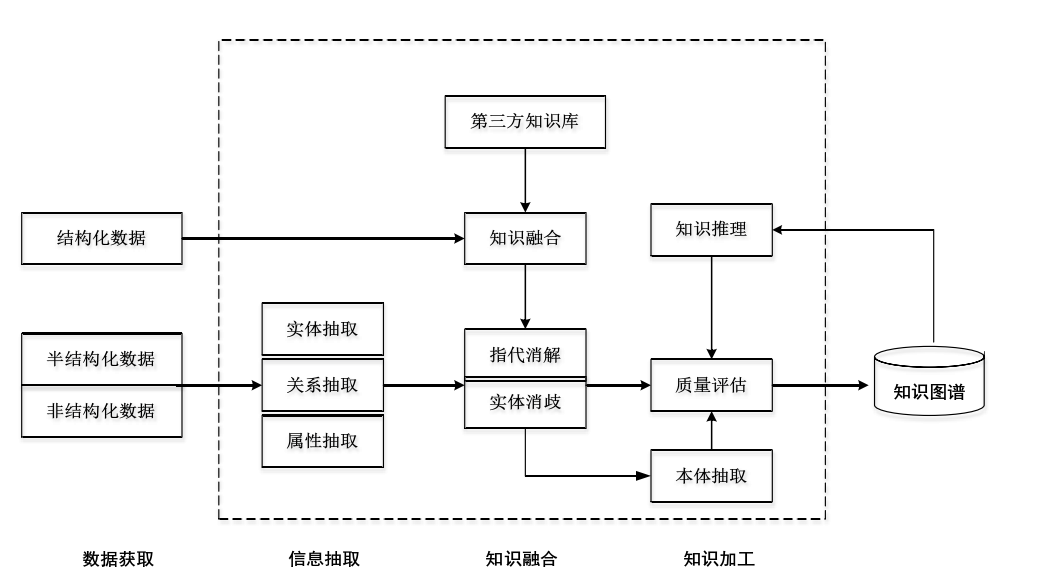 第三方知识库
结构化数据
知识融合
知识推理
实体抽取
半结构化数据
指代消解
关系抽取
质量评估
知识图谱
非结构化数据
实体消歧
属性抽取
本体抽取
数据获取
信息抽取
知识融合
知识加工